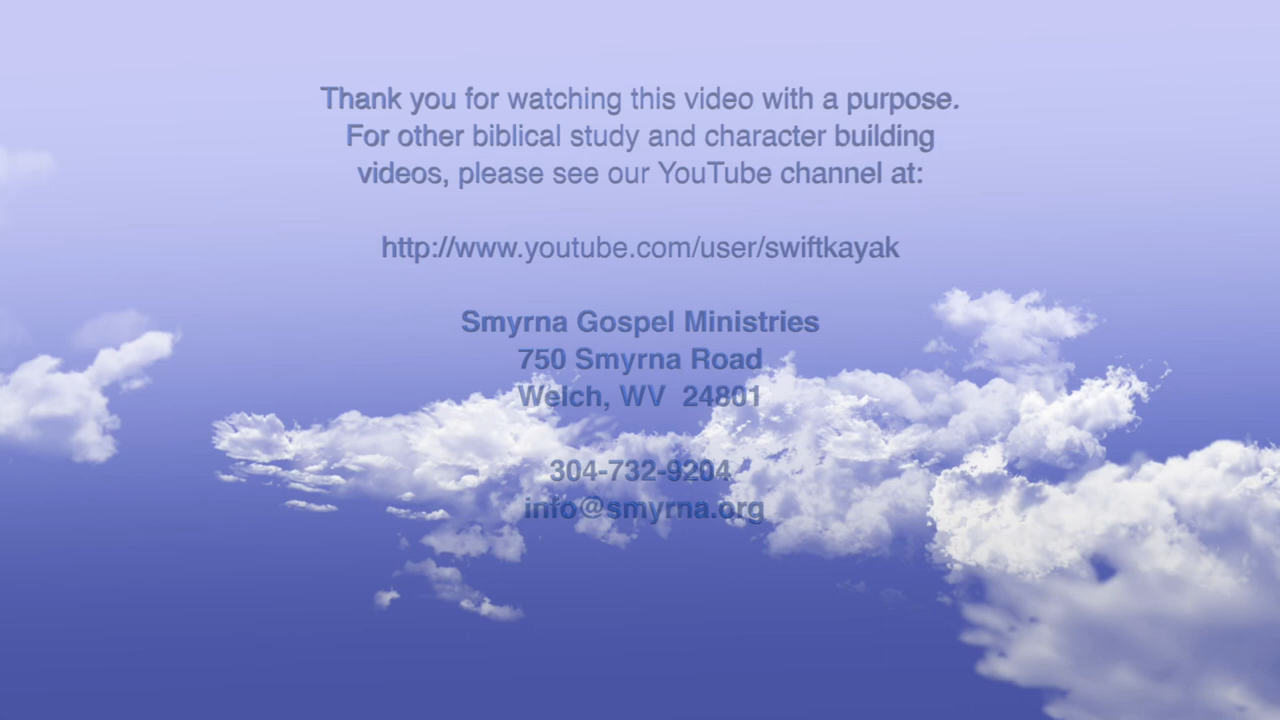 Thank you for watching this video with a purpose.
For other biblical study and character building
videos, please see our YouTube channel at:
http://www.youtube.com/user/swiftkayak
Smyrna Gospel Ministries
750 Smyrna Road
Welch, WV  24801
304-732-9204
info@smyrna.org